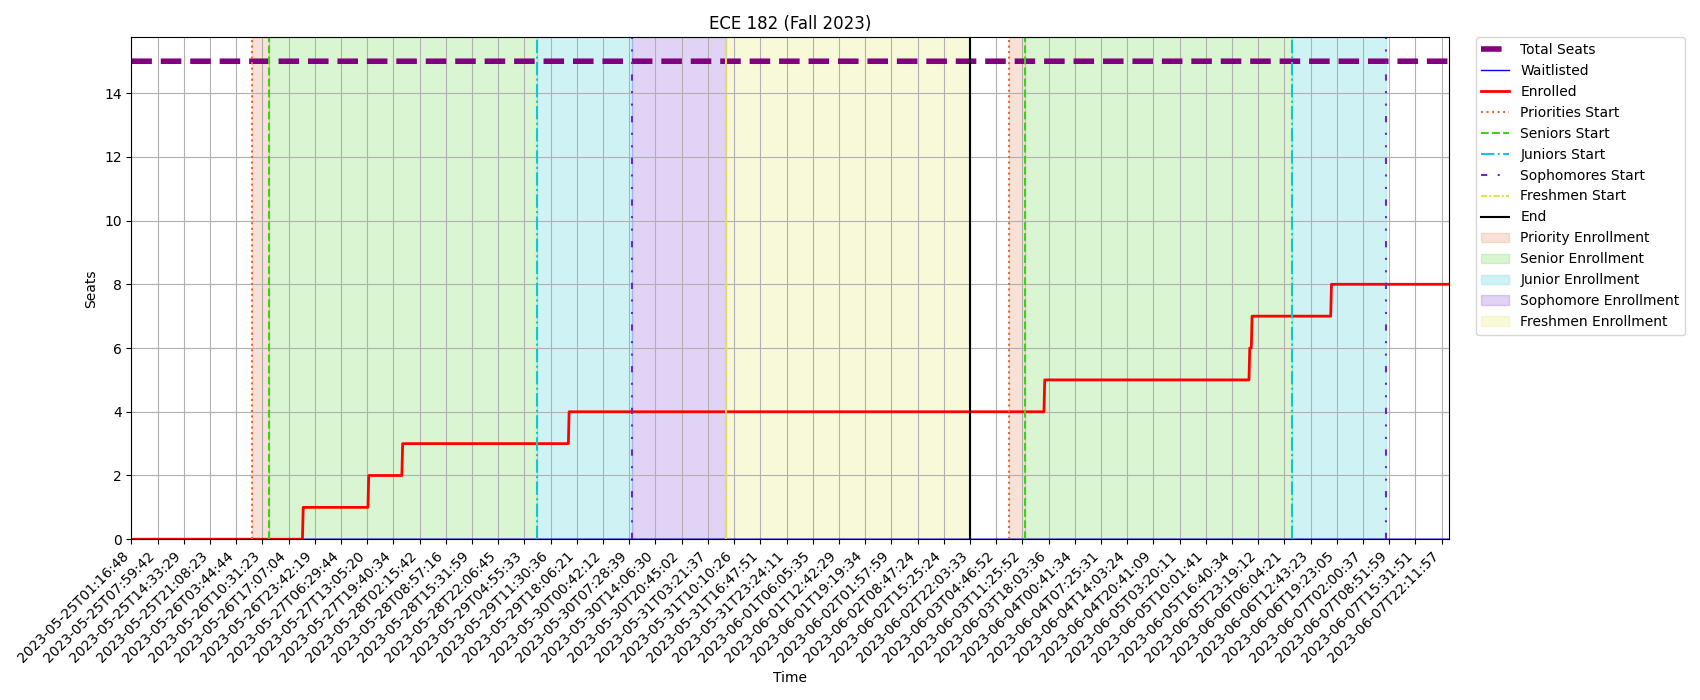 ECE 182 (Fall 2023)
Seats
14
12
10
8
6
4
2
0
2023-05-25T01:16:48
2023-05-25T07:59:42
2023-05-25T14:33:29
2023-05-25T21:08:23
2023-05-26T03:44:44
2023-05-26T10:31:23
2023-05-26T17:07:04
2023-05-26T23:42:19
2023-05-27T06:29:44
2023-05-27T13:05:20
2023-05-27T19:40:34
2023-05-28T02:15:42
2023-05-28T08:57:16
2023-05-28T15:31:59
2023-05-28T22:06:45
2023-05-29T04:55:33
2023-05-29T11:30:36
2023-05-29T18:06:21
2023-05-30T00:42:12
2023-05-30T07:28:39
2023-05-30T14:06:30
2023-05-30T20:45:02
2023-05-31T03:21:37
2023-05-31T10:10:26
2023-05-31T16:47:51
2023-05-31T23:24:11
2023-06-01T06:05:35
2023-06-01T12:42:29
2023-06-01T19:19:34
2023-06-02T01:57:59
2023-06-02T08:47:24
2023-06-02T15:25:24
2023-06-02T22:03:33
2023-06-03T04:46:52
2023-06-03T11:25:52
2023-06-03T18:03:36
2023-06-04T00:41:34
2023-06-04T07:25:31
2023-06-04T14:03:24
2023-06-04T20:41:09
2023-06-05T03:20:11
2023-06-05T10:01:41
2023-06-05T16:40:34
2023-06-05T23:19:12
2023-06-06T06:04:21
2023-06-06T12:43:23
2023-06-06T19:23:05
2023-06-07T02:00:37
2023-06-07T08:51:59
2023-06-07T15:31:51
2023-06-07T22:11:57
Time
Total Seats
Waitlisted
Enrolled
Priorities Start
Seniors Start
Juniors Start
Sophomores Start
Freshmen Start
End
Priority Enrollment
Senior Enrollment
Junior Enrollment
Sophomore Enrollment
Freshmen Enrollment